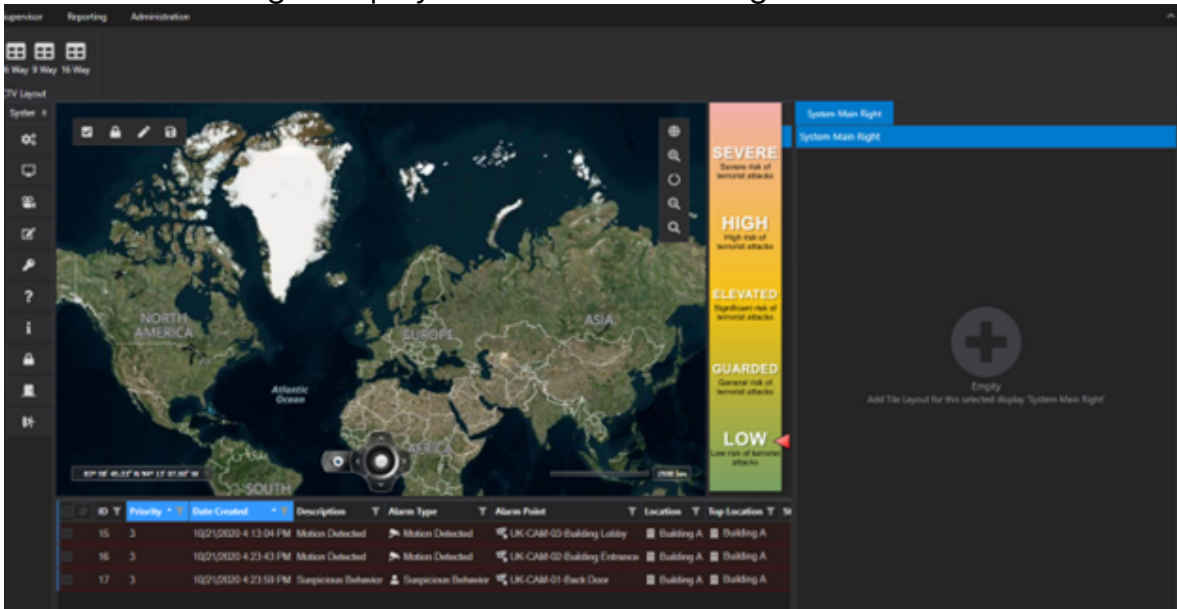 Supervisor Reporting Administration
6 Way 9 Way 16 Way
CTV Layout
System
System Main Right
System Main Right
SEVERE
Severe risk of
terrorist attacks
HIGH
High risk of
terrorist attacks
ELEVATED
Significant risk of
terrorist attacks
GUARDED
General risk of
terrorist attacks
LOW
Low risk of terrorist
attacks
NORTH
AMERICA
EUROPE
ASIA
Atlantic
Ocean
AFRICA
SOUTH
2500 km
Empty
Add Tile Layout for this selected display 'System Main Right'
ID Priority Date Created Description Alarm Type Alarm Point Location Top Location St
15 3 10/21/2020 4:13:04 PM Motion Detected Motion Detected UK-CAM-03-Building Lobby Building A Building A
16 3 10/21/2020 4:23:43 PM Motion Detected Motion Detected UK-CAM-02-Building Entrance Building A Building A
17 3 10/21/2020 4:23:59 PM Suspicious Behavior Suspicious Behavior UK-CAM-01-Back Door Building A Building A